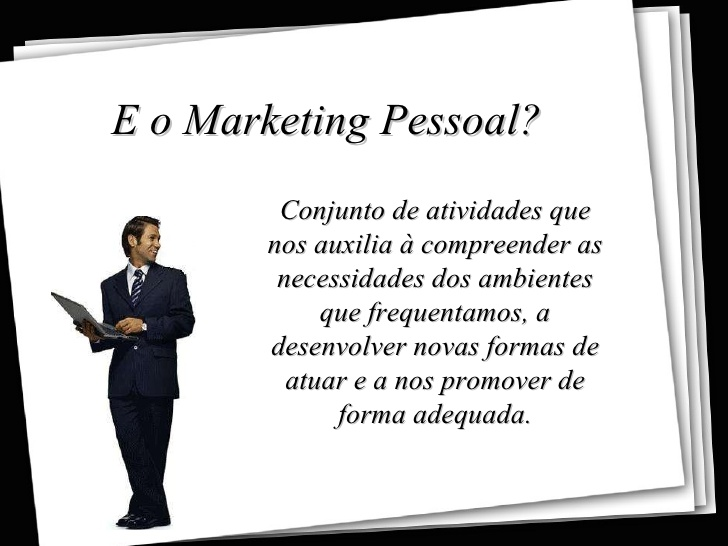 E o Marketing Pessoal?
Conjunto de atividades que
nos auxilia à compreender as
necessidades dos ambientes
que frequentamos, a
desenvolver novas formas de
atuar e a nos promover de
forma adequada.